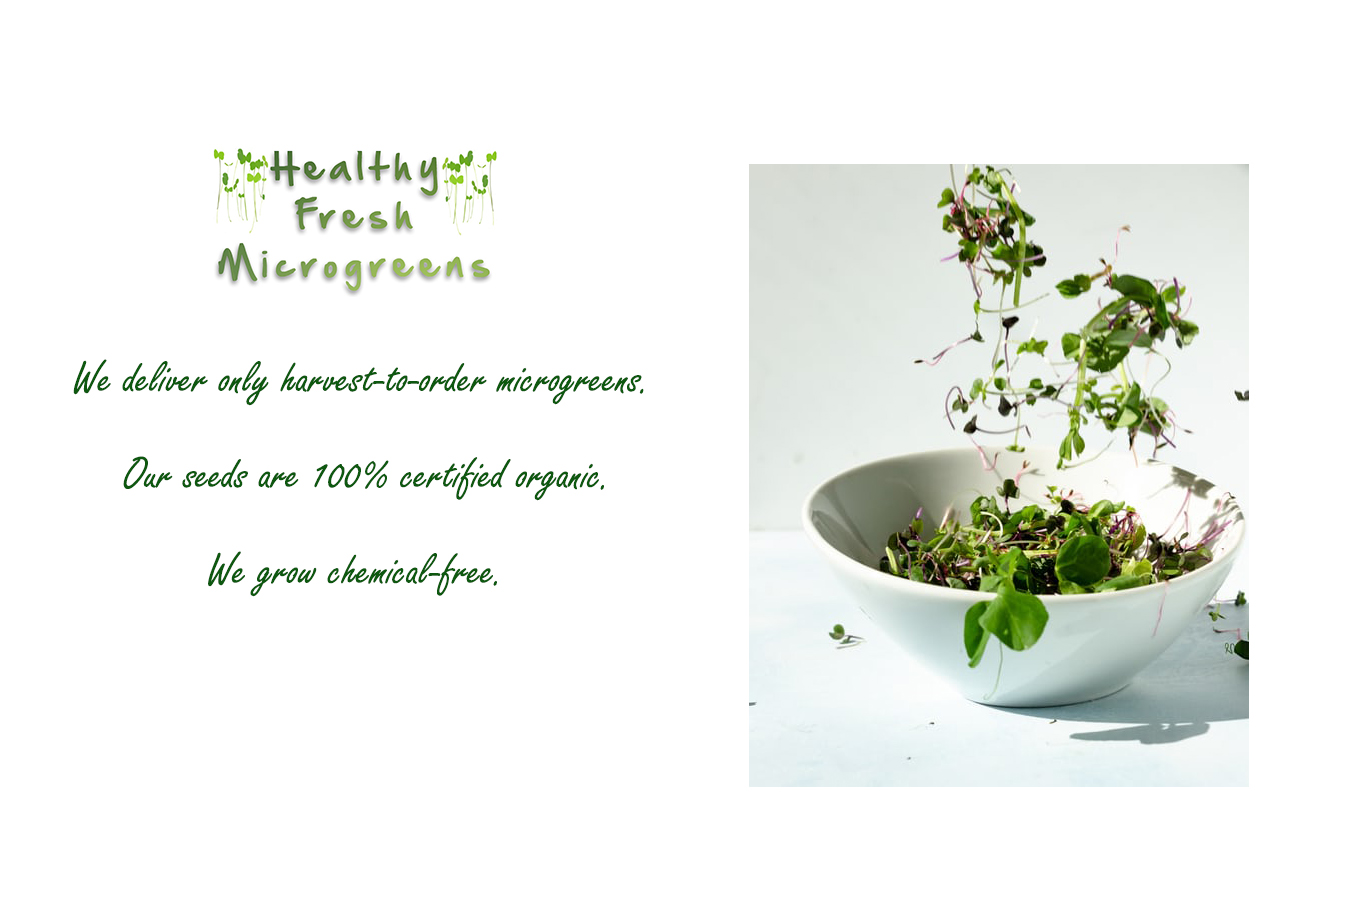 Healthy
Fresh
Microgreens
We deliver only harvest-to-order microgreens.
Our seeds are 100% certified organic.
We grow chemical-free.